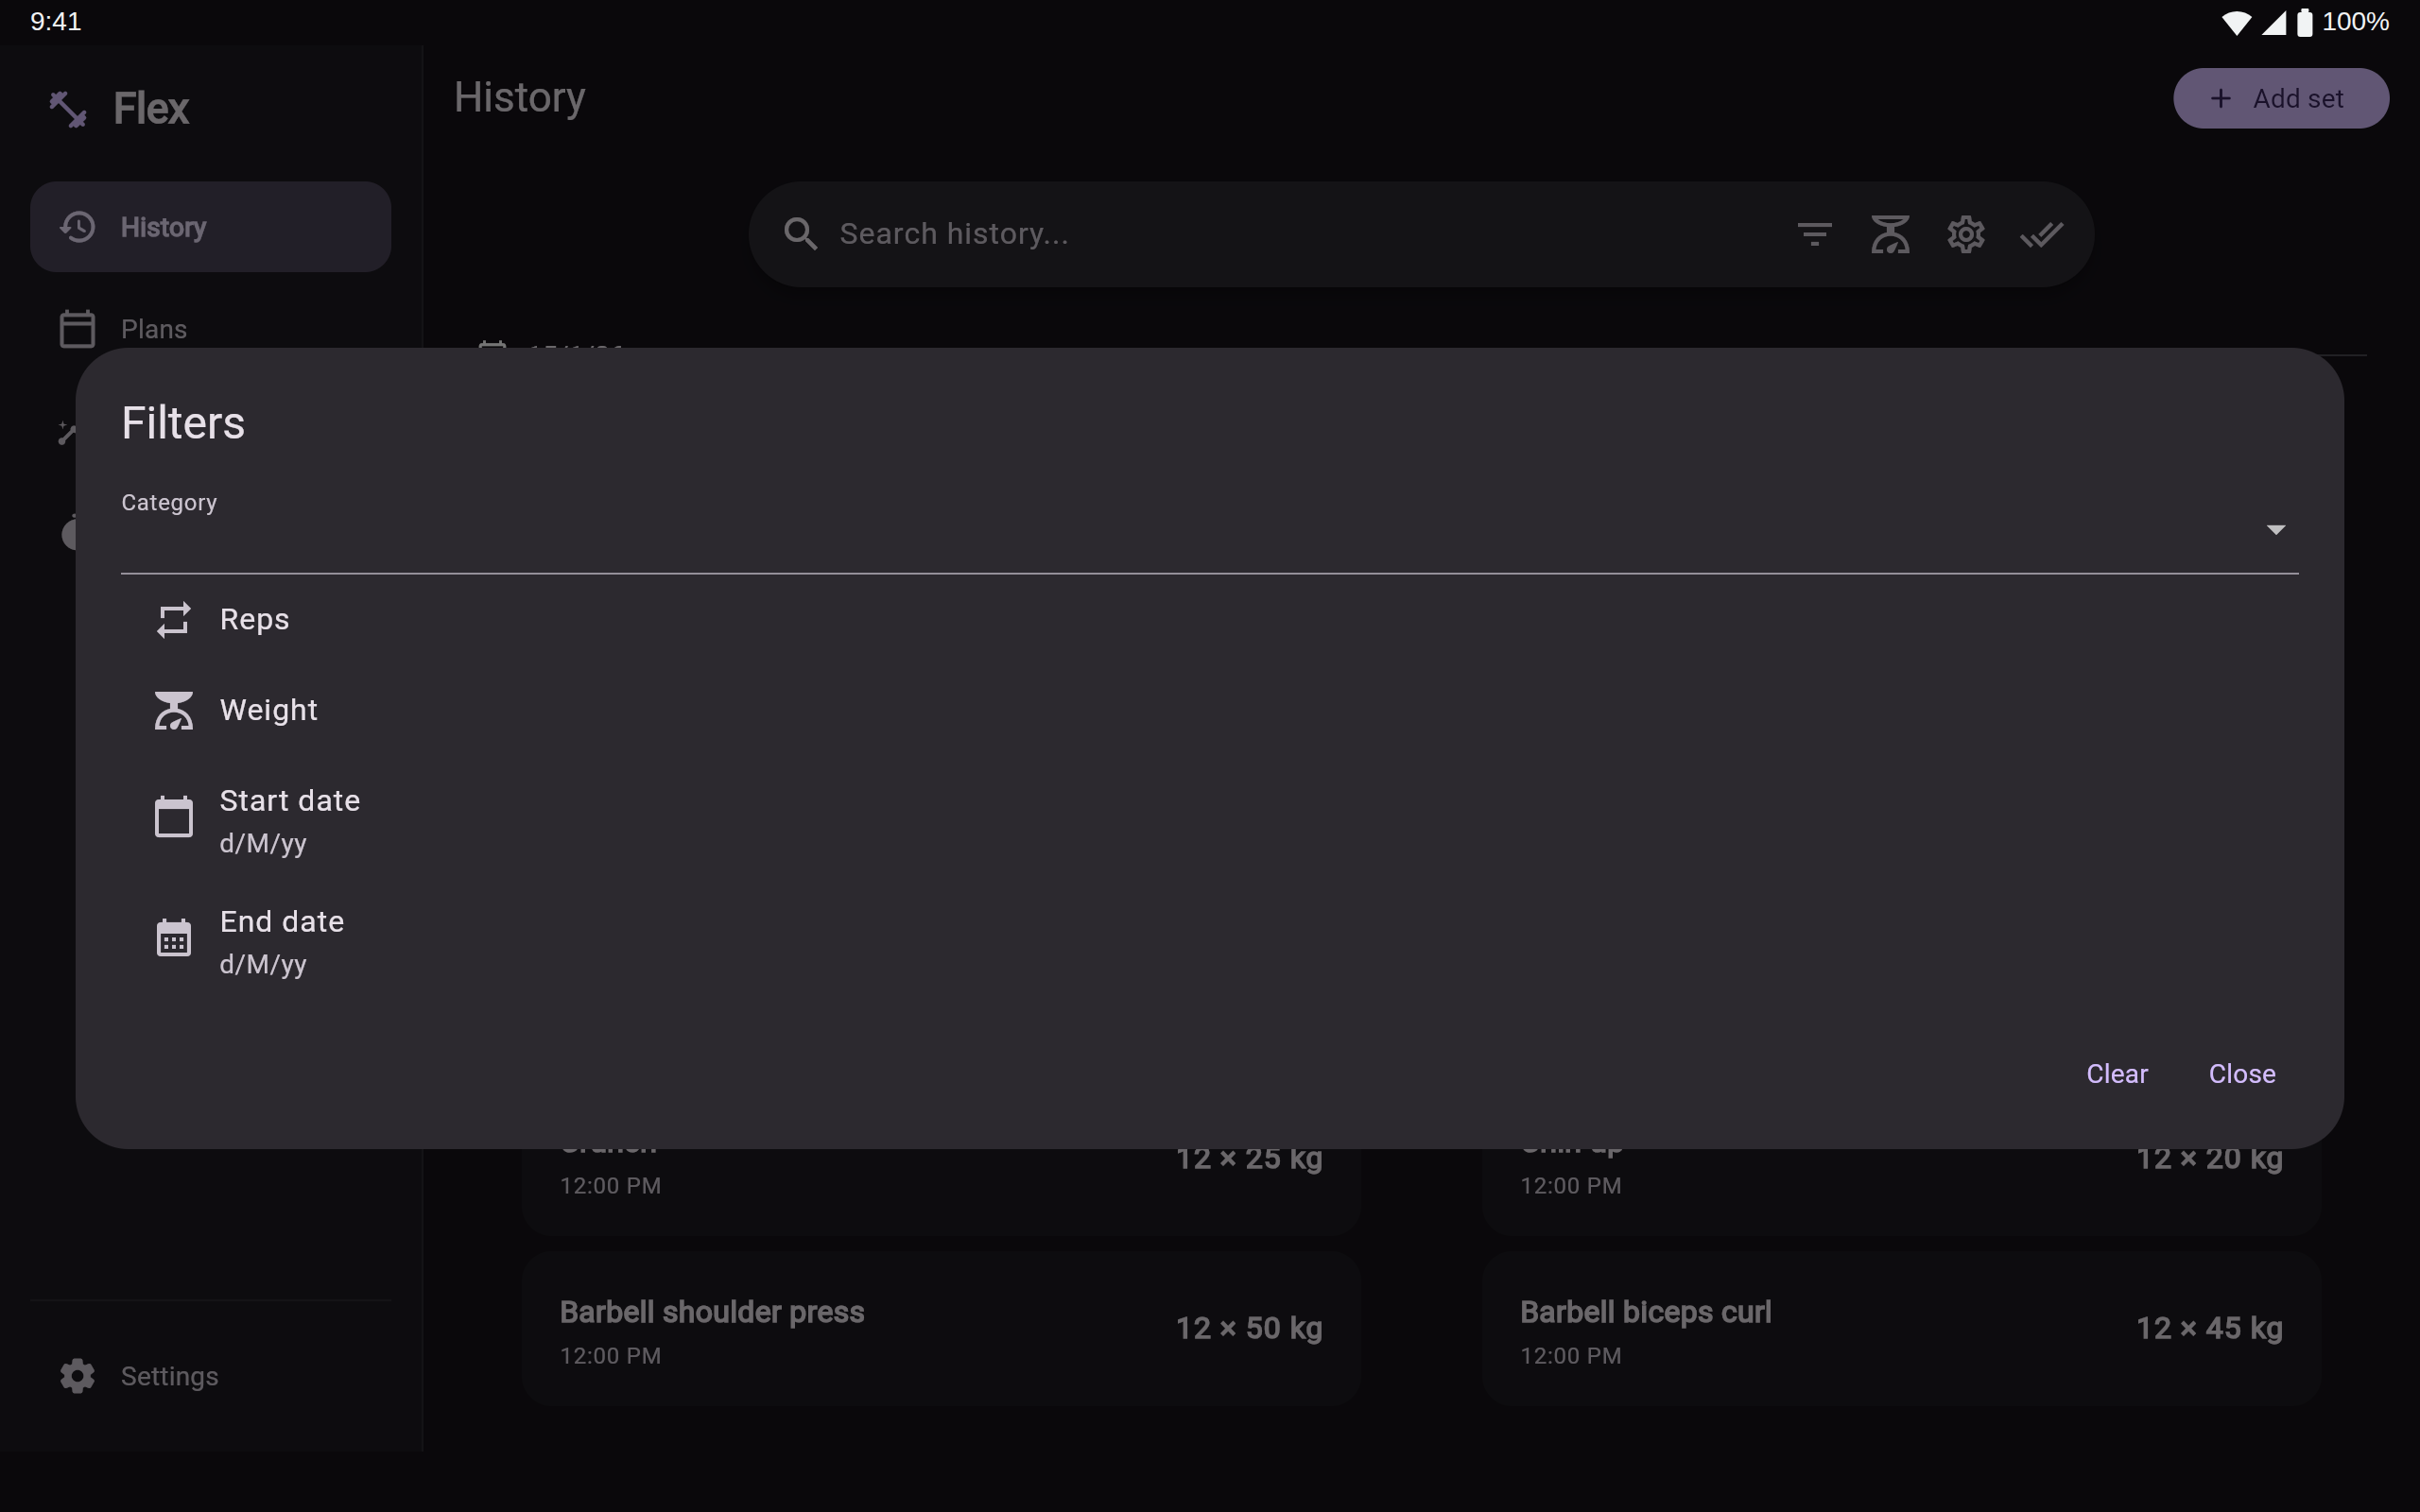 9:41
100%
Flex
History
Add set
History
Search history...
Plans
Filters
Category
Reps
Weight
Start date
d/M/yy
End date
d/M/yy
Clear
Close
12 × 25 kg
12:00 PM
12 × 20 kg
12:00 PM
Barbell shoulder press
12:00 PM
12 × 50 kg
Barbell biceps curl
12:00 PM
12 × 45 kg
Settings